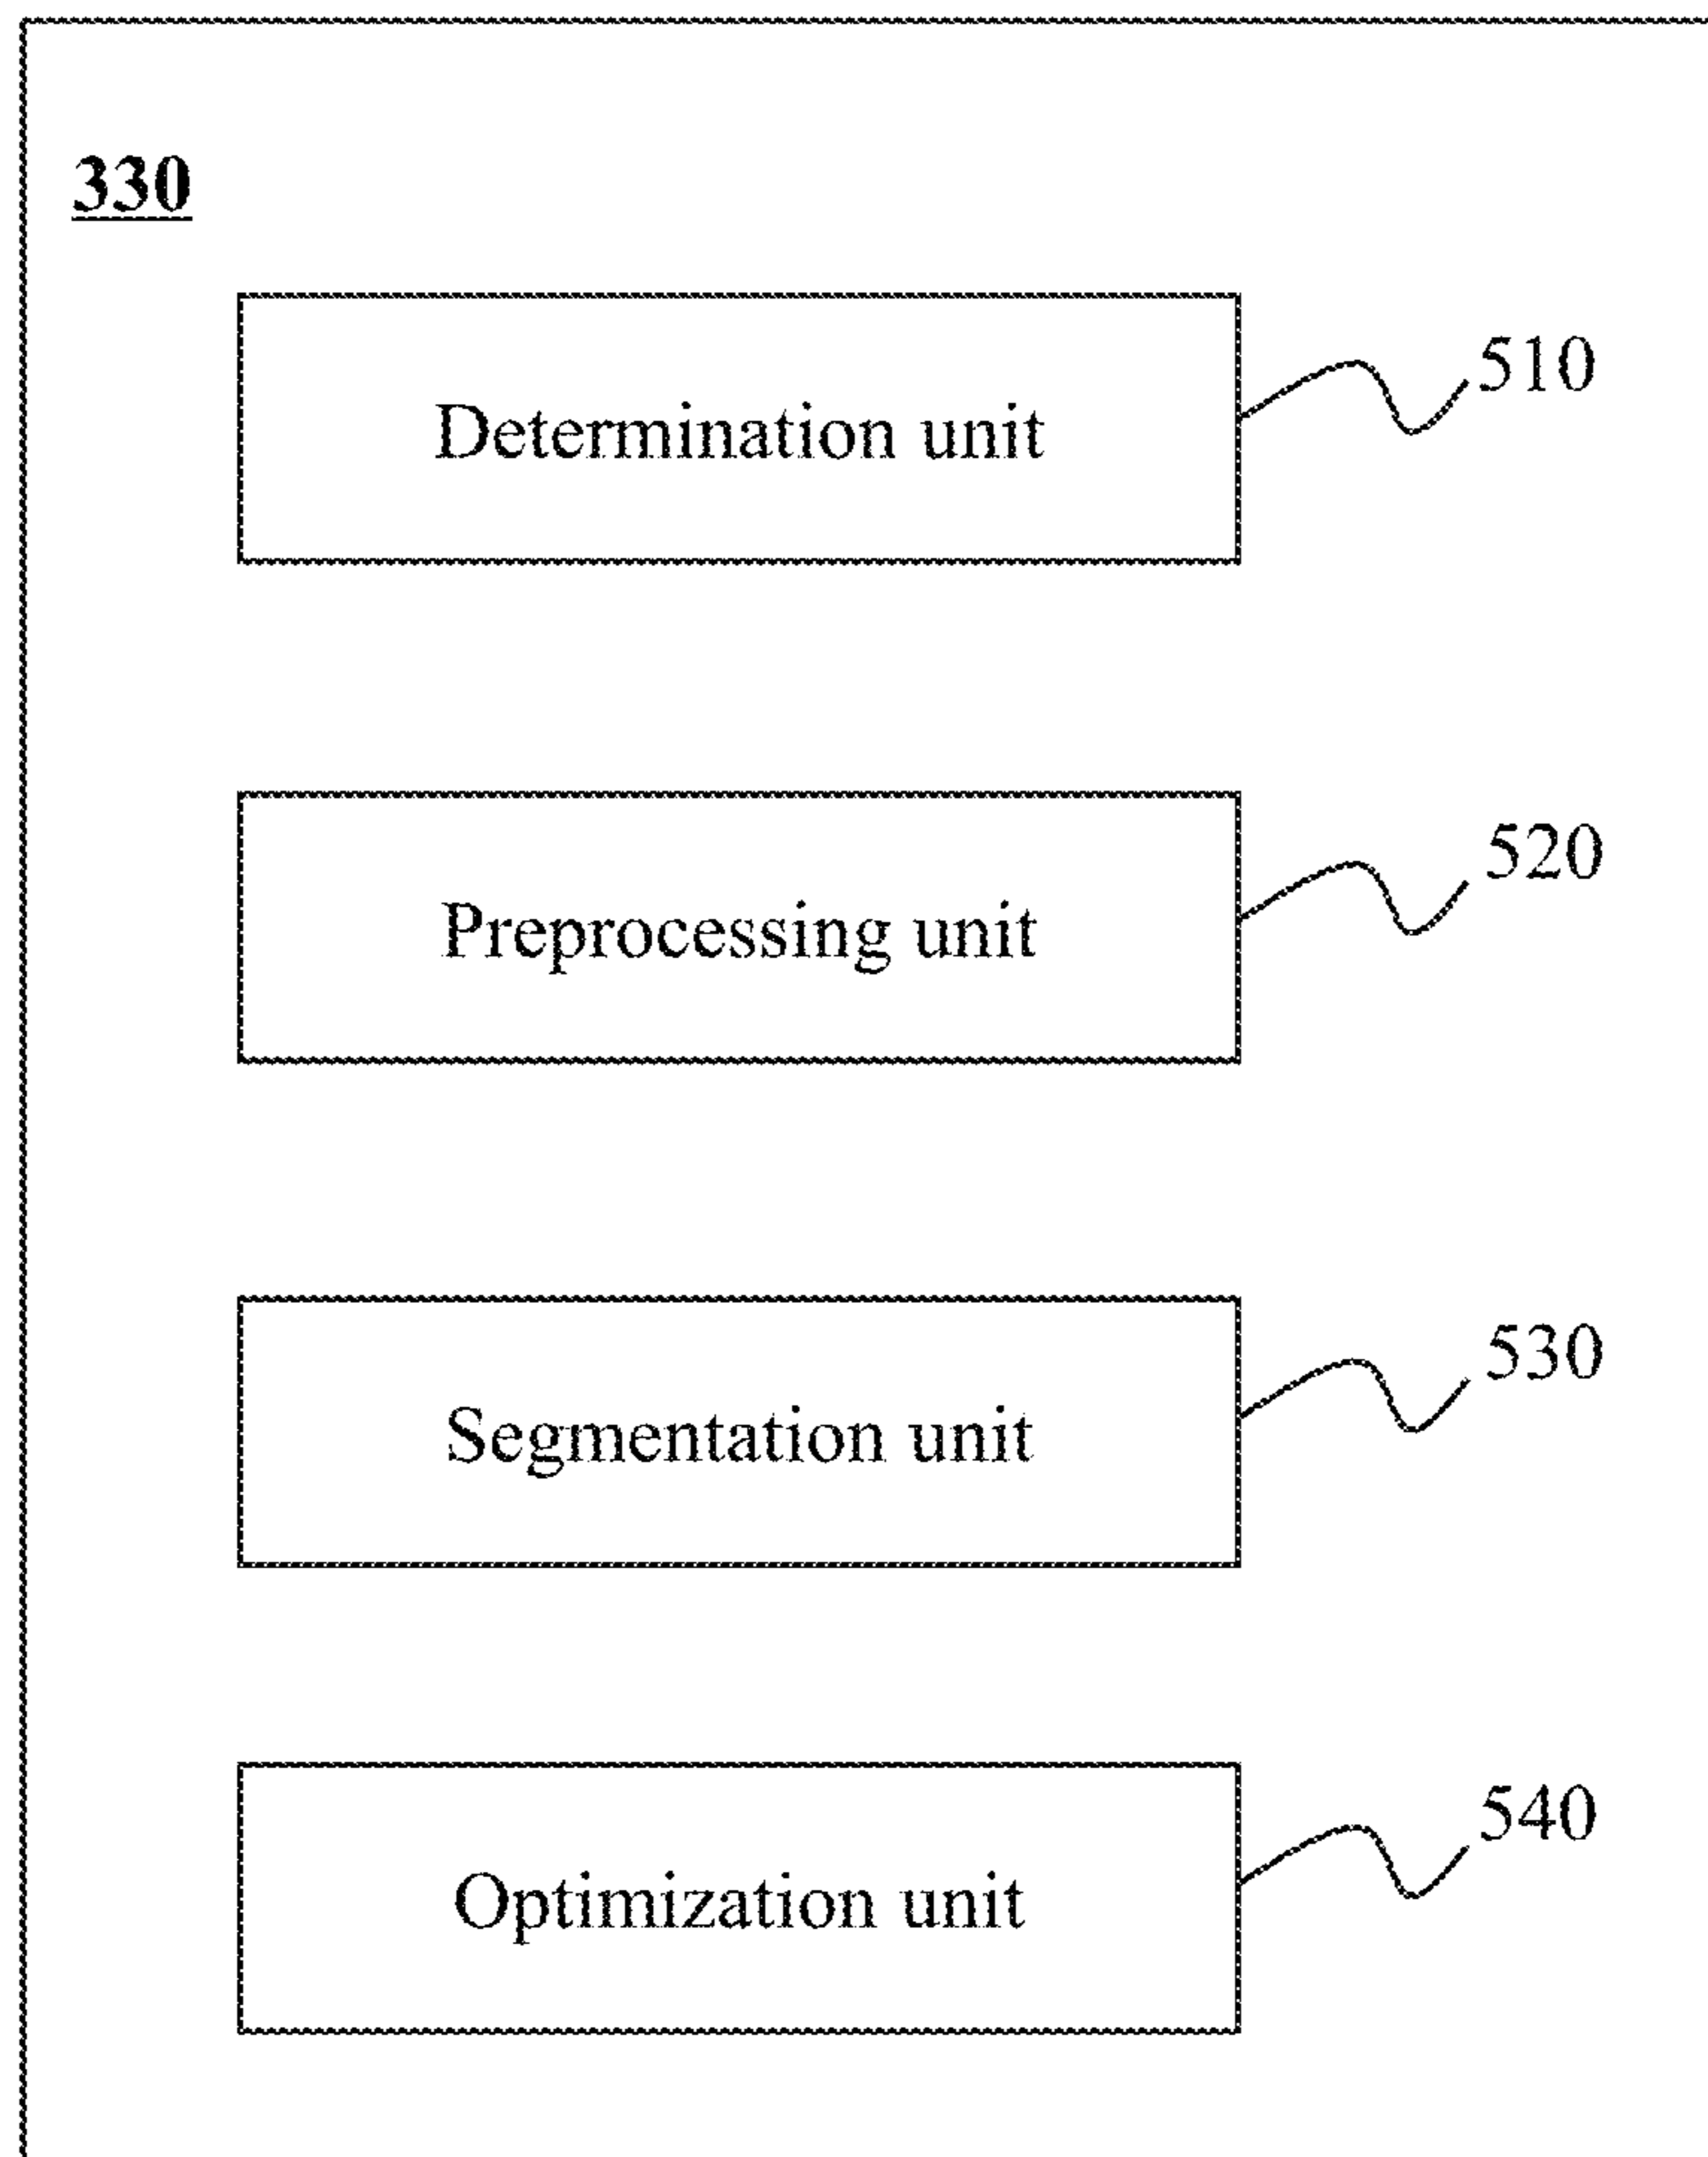 330
Determination unit
510
Preprocessing unit
520
Segmentation unit
530
Optimization unit
540